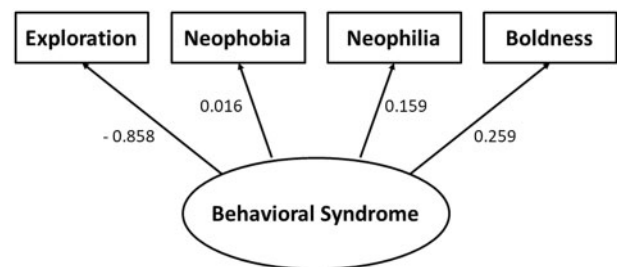 Exploration Neophobia Neophilia Boldness
0.016 0.159
- 0.858 0.259
Behavioral Syndrome